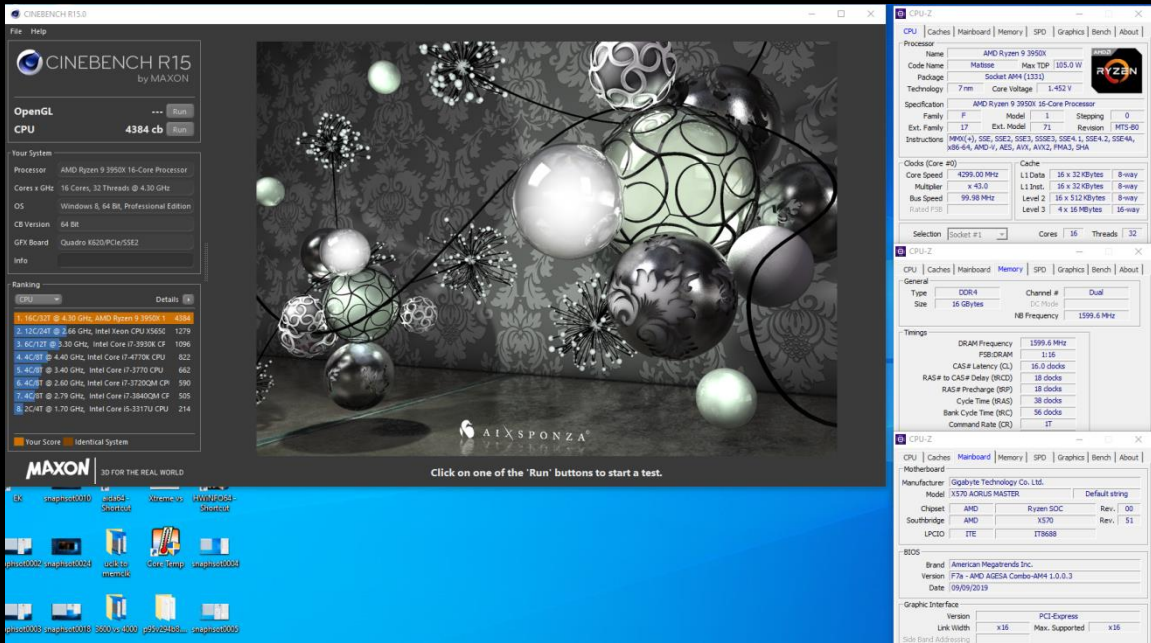 CINEBENCH R15.0
File Help
CINEBENCH R15
by MAXON
OpenGL --- Run
CPU 4384 cb Run
Your System
Processor AMD Ryzen 9 3950X 16-Core Processor
Cores x GHz 16 Cores, 32 Threads @ 4.30 GHz
OS Windows 8, 64 Bit, Professional Edition
CB Version 64 Bit
GFX Board Quadro K620/PCIe/SSE2
Info
Ranking
CPU Details
1. 16C/32T @ 4.30 GHz, AMD Ryzen 9 3950X 1 4384
2. 12C/24T @ 2.66 GHz, Intel Xeon CPU X5650 1279
3. 6C/12T @ 3.30 GHz, Intel Core i7-3930K CP 1096
4. 4C/8T @ 4.40 GHz, Intel Core i7-4770K CPU 822
5. 4C/8T @ 3.40 GHz, Intel Core i7-3770 CPU 662
6. 4C/8T @ 2.60 GHz, Intel Core i7-3720QM CPI 590
7. 4C/8T @ 2.79 GHz, Intel Core i7-3840QM CP 505
8. 2C/4T @ 1.70 GHz, Intel Core i5-3317U CPU 214
Your Score Identical System
MAXON 3D FOR THE REAL WORLD
AIXSPONZA
Click on one of the 'Run' buttons to start a test.
EK snaphsot0010 aida64 - Shortcut Xtreme vs HWiNFO64 - Shortcut
snaphsot0024 uclk to memclk Core Temp snaphsot0004
snaphsot0018 3600 vs 4000 snaphsot0005
CPU-Z
CPU Caches Mainboard Memory SPD Graphics Bench About
Processor
Name AMD Ryzen 9 3950X
Code Name Matisse Max TDP 105.0 W
Package Socket AM4 (1331)
Technology 7 nm Core Voltage 1.452 V
AMD RYZEN
Specification AMD Ryzen 9 3950X 16-Core Processor
Family F Model 1 Stepping 0
Ext. Family 17 Ext. Model 71 Revision MTS-B0
Instructions MMX(+), SSE, SSE2, SSE3, SSSE3, SSE4.1, SSE4.2, SSE4A,
x86-64, AMD-V, AES, AVX, AVX2, FMA3, SHA
Clocks (Core #0) Cache
Core Speed 4299.00 MHz L1 Data 16 x 32 KBytes 8-way
Multiplier x 43.0 L1 Inst. 16 x 32 KBytes 8-way
Bus Speed 99.98 MHz Level 2 16 x 512 KBytes 8-way
Rated FSB Level 3 4 x 16 MBytes 16-way
Selection Socket #1 Cores 16 Threads 32
CPU-Z
CPU Caches Mainboard Memory SPD Graphics Bench About
General
Type DDR4 Channel # Dual
Size 16 GBytes DC Mode
NB Frequency 1599.6 MHz
Timings
DRAM Frequency 1599.6 MHz
FSB:DRAM 1:16
CAS# Latency (CL) 16.0 clocks
RAS# to CAS# Delay (tRCD) 18 clocks
RAS# Precharge (tRP) 18 clocks
Cycle Time (tRAS) 38 clocks
Bank Cycle Time (tRC) 56 clocks
Command Rate (CR) 1T
CPU-Z
CPU Caches Mainboard Memory SPD Graphics Bench About
Motherboard
Manufacturer Gigabyte Technology Co. Ltd.
Model X570 AORUS MASTER Default string
Chipset AMD Ryzen SOC Rev. 00
Southbridge AMD X570 Rev. 51
LPCIO ITE IT8688
BIOS
Brand American Megatrends Inc.
Version F7a - AMD AGESA Combo-AM4 1.0.0.3
Date 09/09/2019
Graphic Interface
Version PCI-Express
Link Width x16 Max. Supported x16
Side Band Addressing